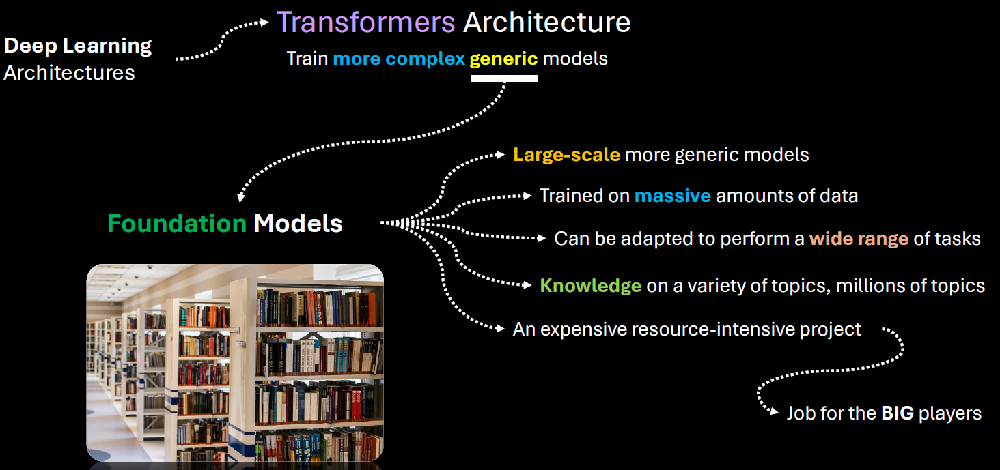 Deep Learning
Architectures
Transformers Architecture
Train more complex generic models
Foundation Models
Large-scale more generic models
Trained on massive amounts of data
Can be adapted to perform a wide range of tasks
Knowledge on a variety of topics, millions of topics
An expensive resource-intensive project
Job for the BIG players